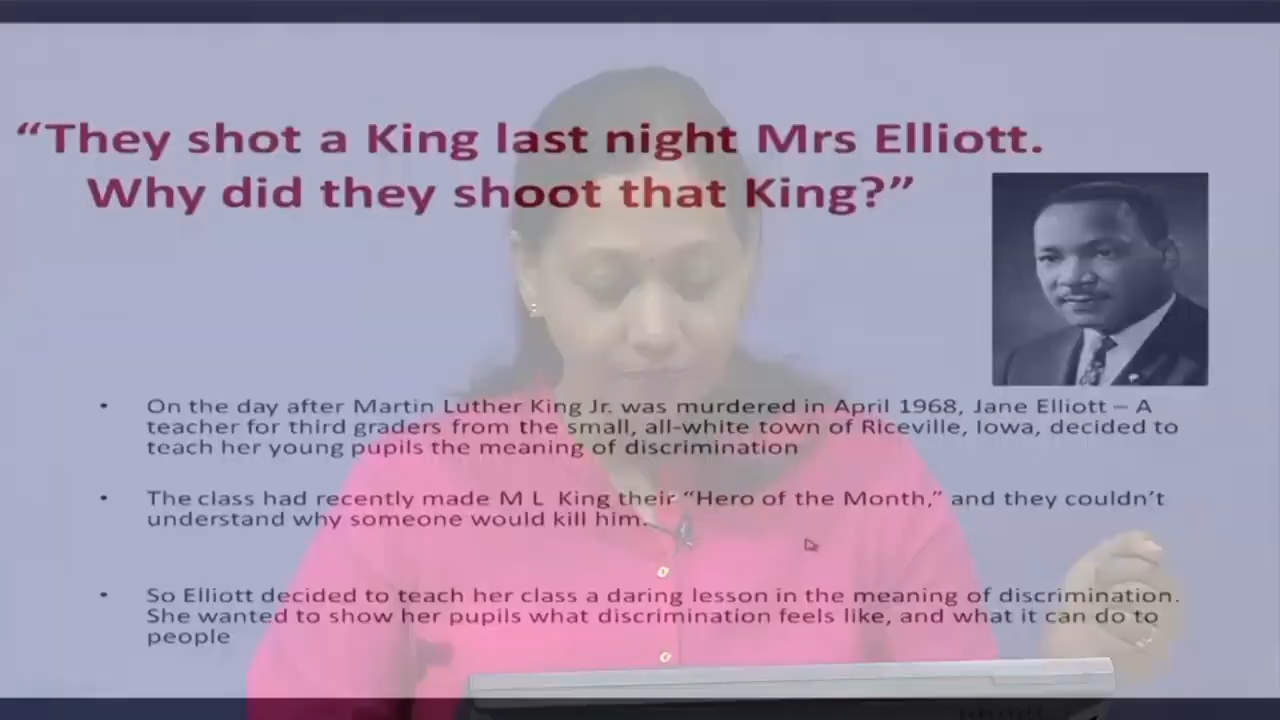 “They shot a King last night Mrs Elliott.
Why did they shoot that King?”
• On the day after Martin Luther King Jr. was murdered in April 1968, Jane Elliott – A
teacher for third graders from the small, all-white town of Riceville, Iowa, decided to
teach her young pupils the meaning of discrimination
• The class had recently made M L King their “Hero of the Month,” and they couldn’t
understand why someone would kill him.
• So Elliott decided to teach her class a daring lesson in the meaning of discrimination.
She wanted to show her pupils what discrimination feels like, and what it can do to
people